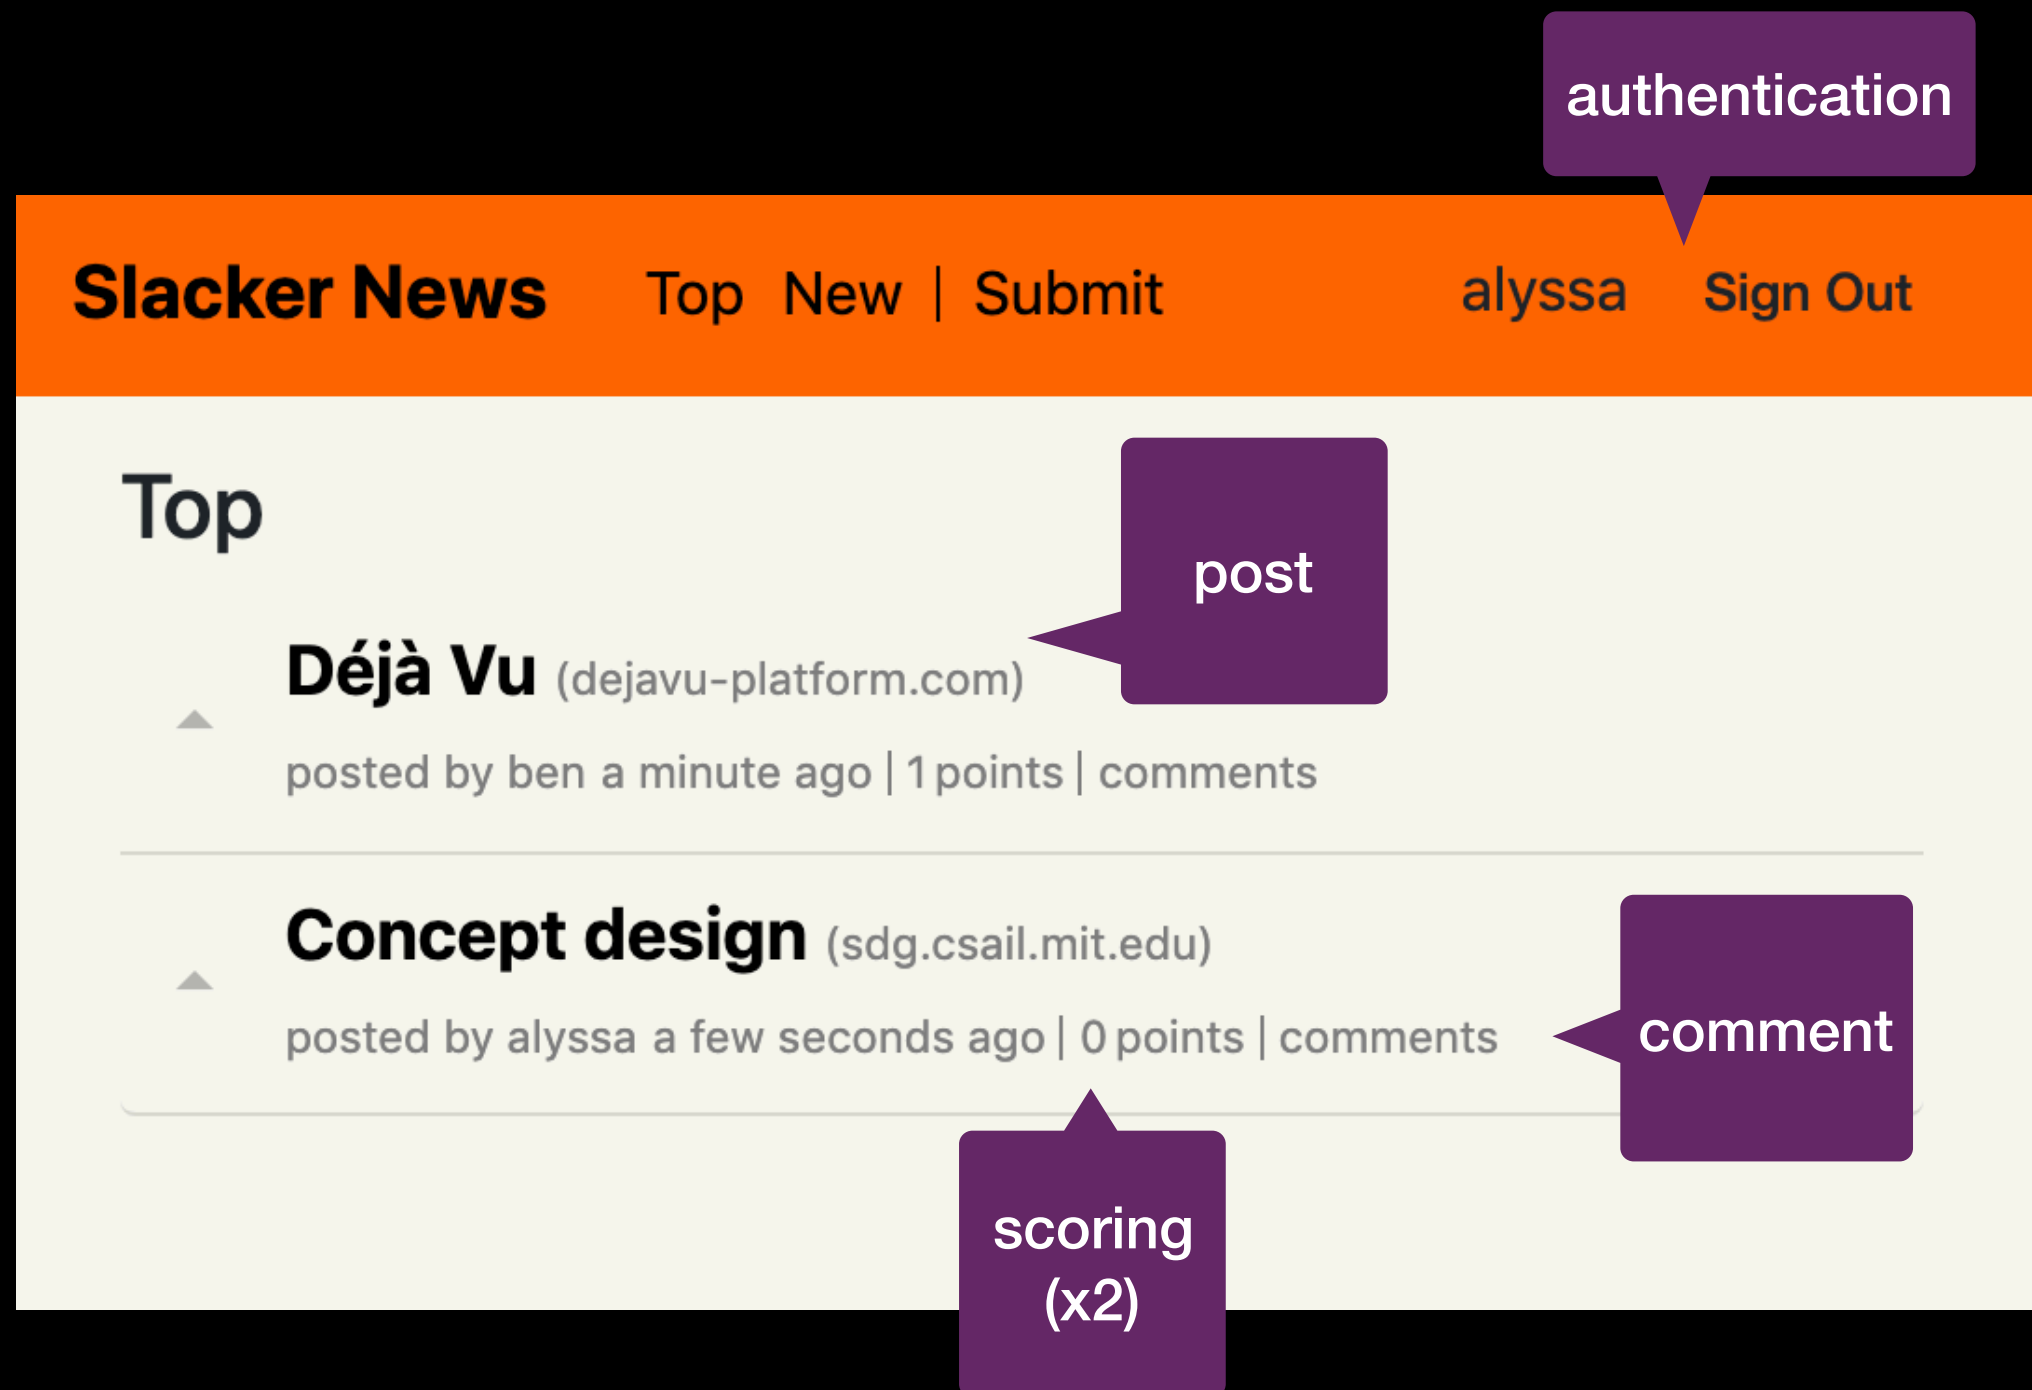 authentication
Slacker News Top New | Submit alyssa Sign Out
Top
post
Déjà Vu (dejavu-platform.com)
posted by ben a minute ago | 1 points | comments
Concept design (sdg.csail.mit.edu)
posted by alyssa a few seconds ago | 0 points | comments
comment
scoring
(x2)